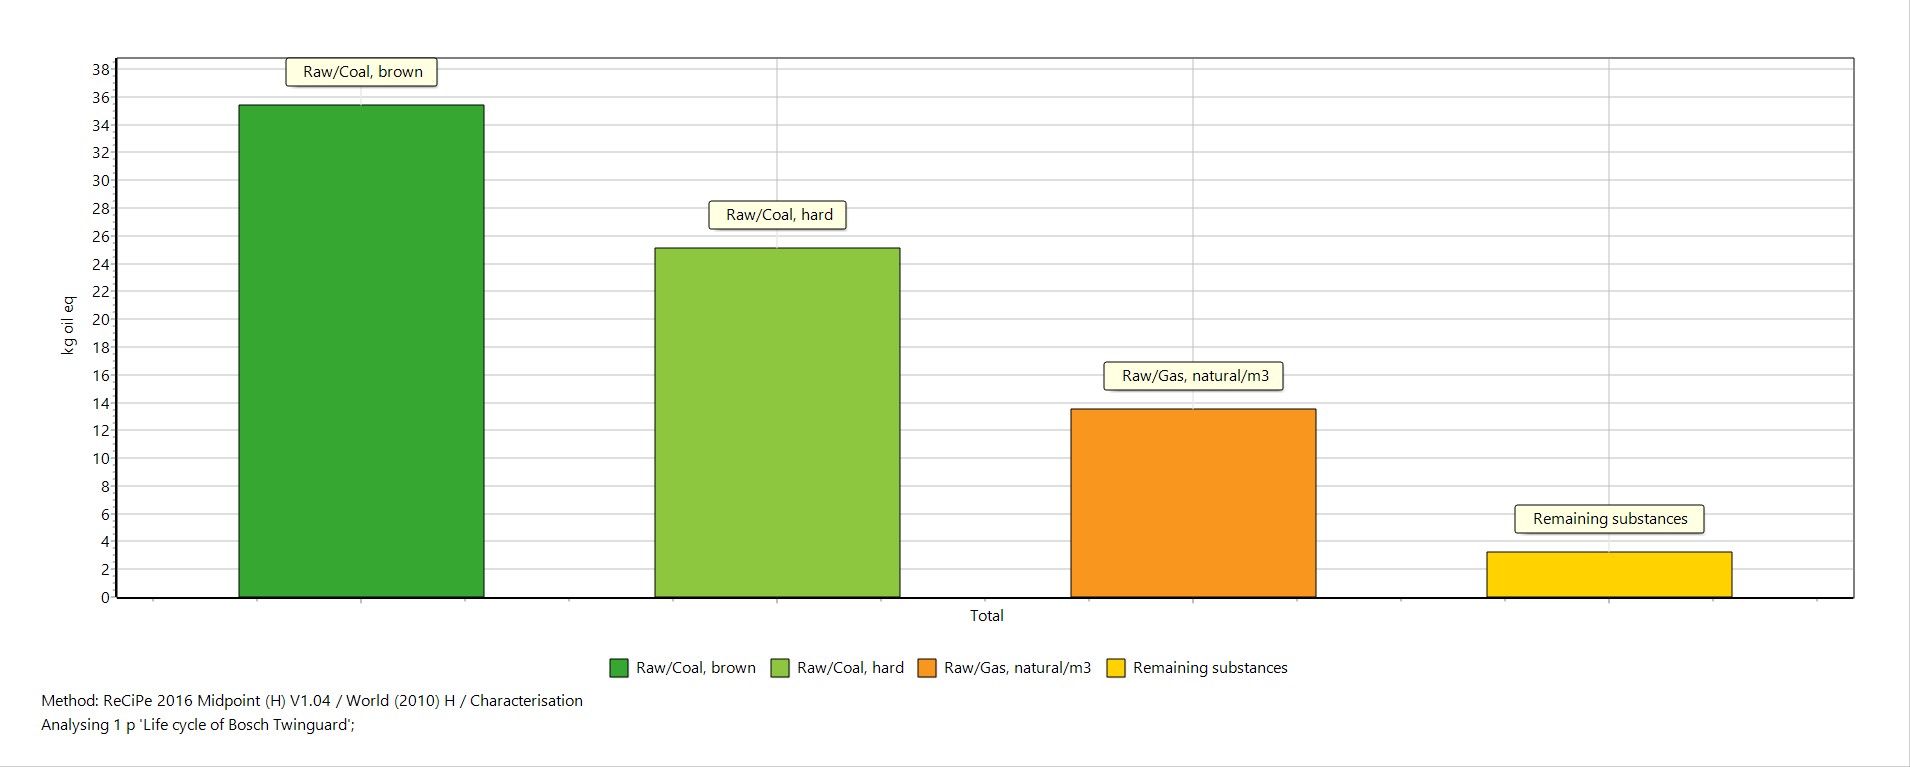 38
36
34
32
30
28
26
24
22
20
18
16
14
12
10
8
6
4
2
0
kg oil eq
Raw/Coal, brown
Raw/Coal, hard
Raw/Gas, natural/m3
Remaining substances
Total
Raw/Coal, brown Raw/Coal, hard Raw/Gas, natural/m3 Remaining substances
Method: ReCiPe 2016 Midpoint (H) V1.04 / World (2010) H / Characterisation
Analysing 1 p 'Life cycle of Bosch Twinguard';